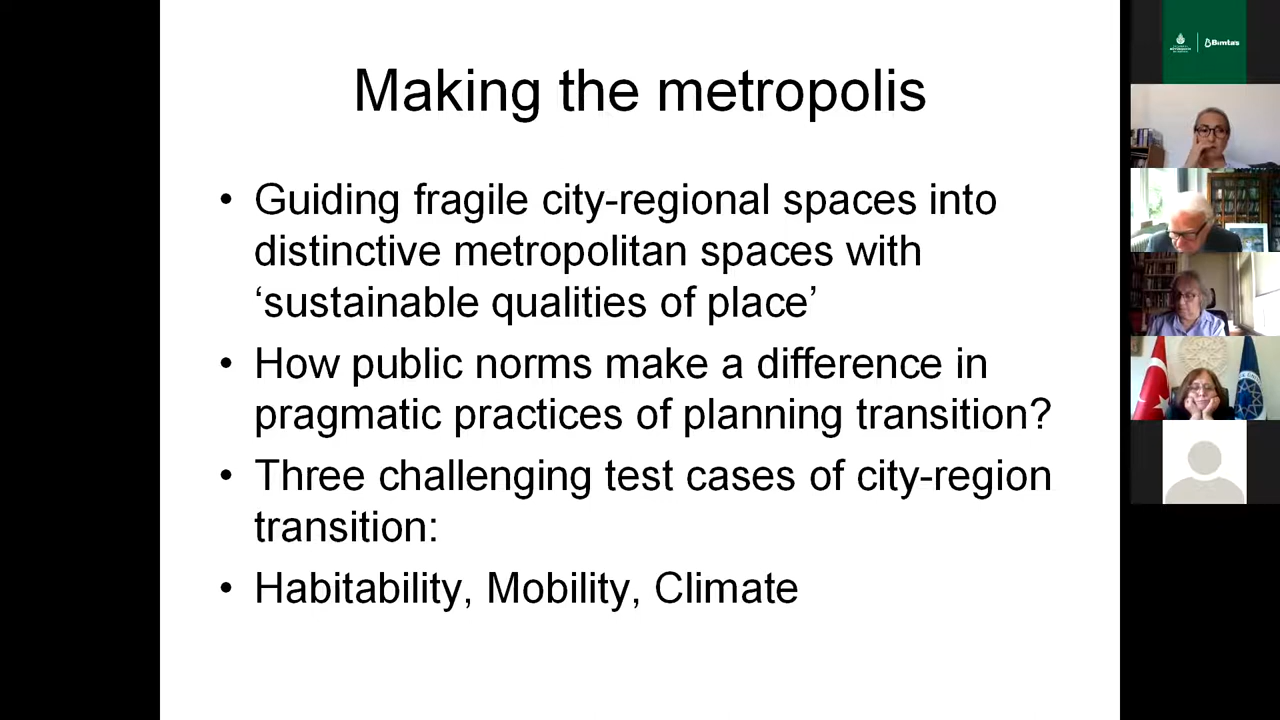 Making the metropolis
• Guiding fragile city-regional spaces into
distinctive metropolitan spaces with
‘sustainable qualities of place’
• How public norms make a difference in
pragmatic practices of planning transition?
• Three challenging test cases of city-region
transition:
• Habitability, Mobility, Climate
Bimtaş